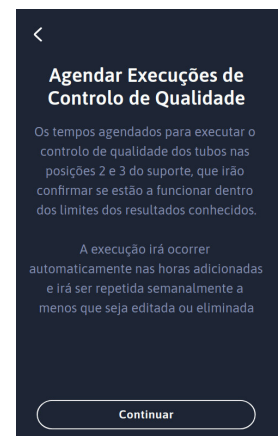 Agendar Execuções de
Controlo de Qualidade
Os tempos agendados para executar o
controlo de qualidade dos tubos nas
posições 2 e 3 do suporte, que irão
confirmar se estão a funcionar dentro
dos limites dos resultados conhecidos.
A execução irá ocorrer
automaticamente nas horas adicionadas
e irá ser repetida semanalmente a
menos que seja editada ou eliminada
Continuar